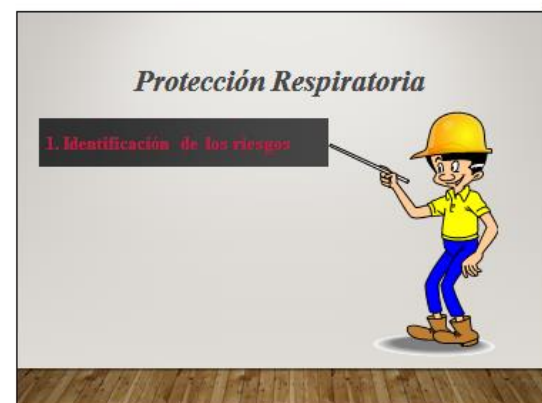 Protección Respiratoria
1. Identificación de los riesgos